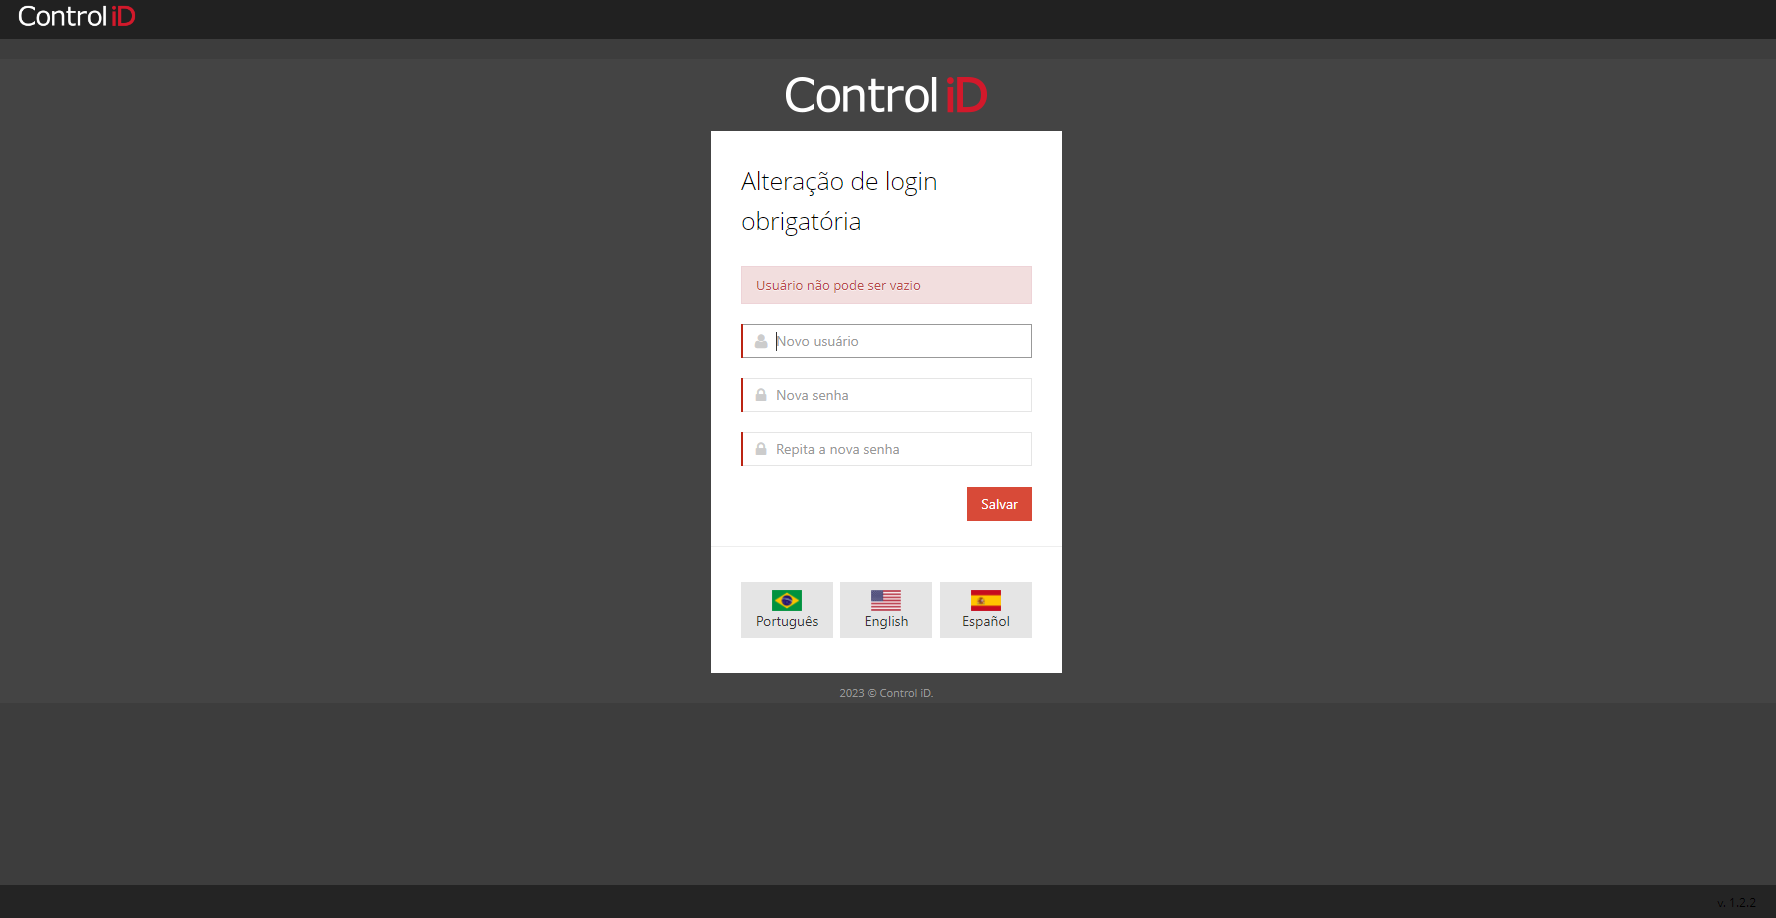 Control iD
Control iD
Alteração de login
obrigatória
Usuário não pode ser vazio
Novo usuário
Nova senha
Repita a nova senha
Salvar
Português English Español
2023 © Control iD.
v. 1.2.2